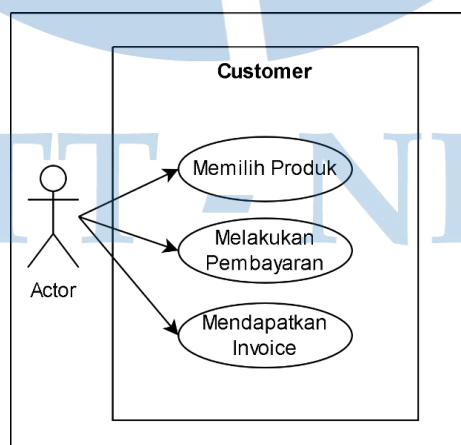 Customer
Memilih Produk
Melakukan
Pembayaran
Mendapatkan
Invoice
Actor